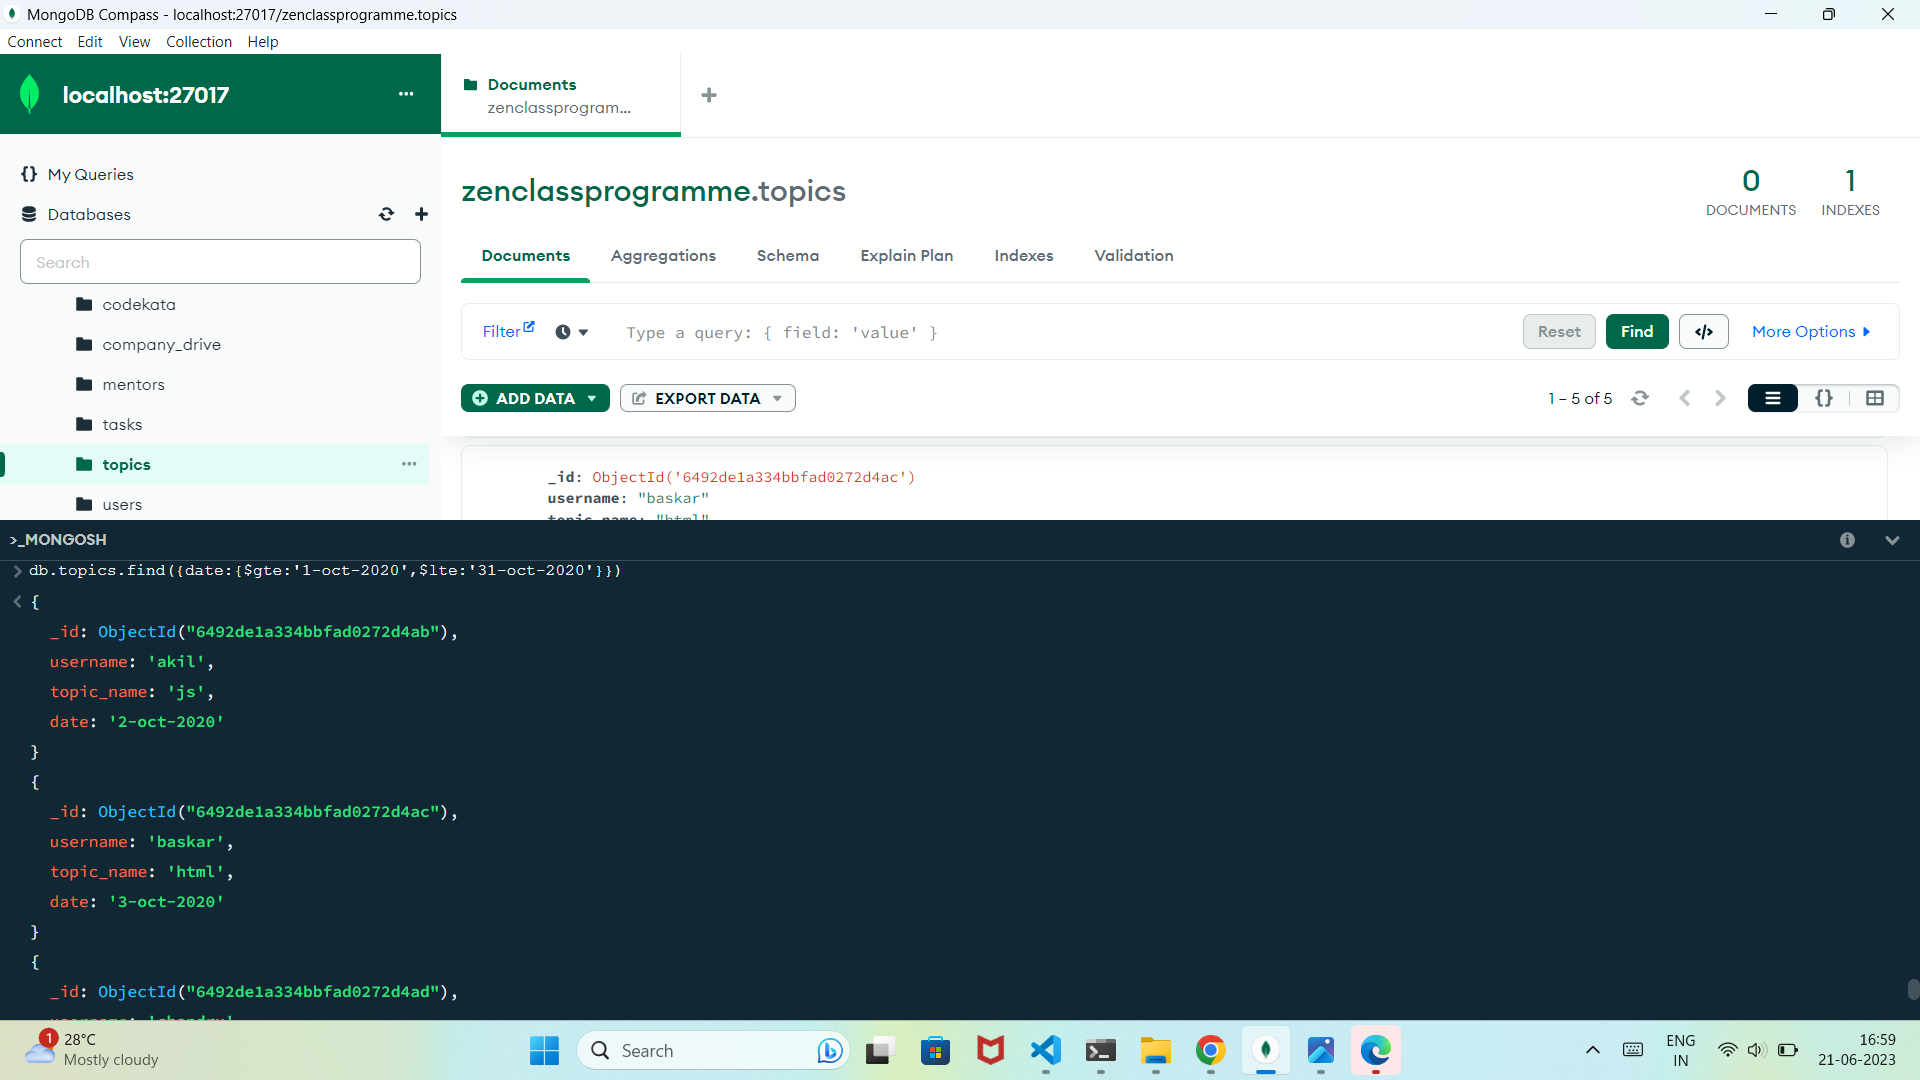 MongoDB Compass - localhost:27017/zenclassprogramme.topics
Connect Edit View Collection Help
localhost:27017
Documents
zenclassprogram...
My Queries
Databases
Search
codekata
company_drive
mentors
tasks
topics
users
zenclassprogramme.topics
0
DOCUMENTS
1
INDEXES
Documents Aggregations Schema Explain Plan Indexes Validation
Filter
Type a query: { field: 'value' }
Reset Find </> More Options
ADD DATA EXPORT DATA
1 – 5 of 5
{}
_id: ObjectId('6492de1a334bbfad0272d4ac')
username: "baskar"
topic_name: "html"
>_MONGOSH
db.topics.find({date:{$gte:'1-oct-2020',$lte:'31-oct-2020'}})
{
_id: ObjectId("6492de1a334bbfad0272d4ab"),
username: 'akil',
topic_name: 'js',
date: '2-oct-2020'
}
{
_id: ObjectId("6492de1a334bbfad0272d4ac"),
username: 'baskar',
topic_name: 'html',
date: '3-oct-2020'
}
{
_id: ObjectId("6492de1a334bbfad0272d4ad"),
1
28°C
Mostly cloudy
Search
ENG
IN
16:59
21-06-2023